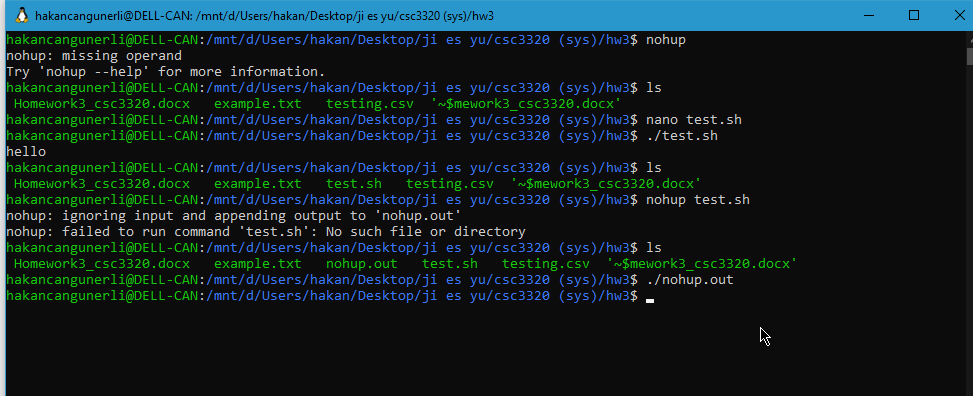 hakancangunerli@DELL-CAN: /mnt/d/Users/hakan/Desktop/ji es yu/csc3320 (sys)/hw3
hakancangunerli@DELL-CAN:/mnt/d/Users/hakan/Desktop/ji es yu/csc3320 (sys)/hw3$ nohup
nohup: missing operand
Try 'nohup --help' for more information.
hakancangunerli@DELL-CAN:/mnt/d/Users/hakan/Desktop/ji es yu/csc3320 (sys)/hw3$ ls
Homework3_csc3320.docx   example.txt   testing.csv  '~$mework3_csc3320.docx'
hakancangunerli@DELL-CAN:/mnt/d/Users/hakan/Desktop/ji es yu/csc3320 (sys)/hw3$ nano test.sh
hakancangunerli@DELL-CAN:/mnt/d/Users/hakan/Desktop/ji es yu/csc3320 (sys)/hw3$ ./test.sh
hello
hakancangunerli@DELL-CAN:/mnt/d/Users/hakan/Desktop/ji es yu/csc3320 (sys)/hw3$ ls
Homework3_csc3320.docx   example.txt   test.sh   testing.csv  '~$mework3_csc3320.docx'
hakancangunerli@DELL-CAN:/mnt/d/Users/hakan/Desktop/ji es yu/csc3320 (sys)/hw3$ nohup test.sh
nohup: ignoring input and appending output to 'nohup.out'
nohup: failed to run command 'test.sh': No such file or directory
hakancangunerli@DELL-CAN:/mnt/d/Users/hakan/Desktop/ji es yu/csc3320 (sys)/hw3$ ls
Homework3_csc3320.docx   example.txt   nohup.out   test.sh   testing.csv  '~$mework3_csc3320.docx'
hakancangunerli@DELL-CAN:/mnt/d/Users/hakan/Desktop/ji es yu/csc3320 (sys)/hw3$ ./nohup.out
hakancangunerli@DELL-CAN:/mnt/d/Users/hakan/Desktop/ji es yu/csc3320 (sys)/hw3$